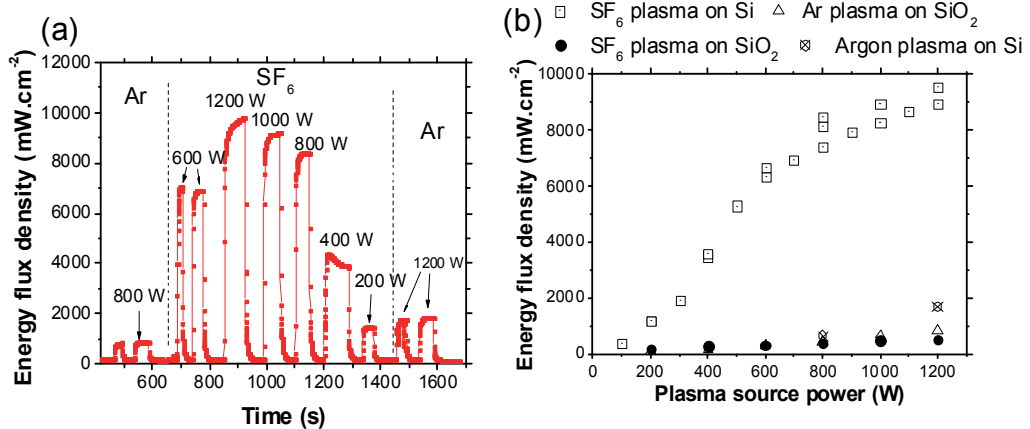 (a)
Ar
SF6
Ar
1200 W
1000 W
800 W
600 W
400 W
200 W
1200 W
800 W
12000
10000
8000
6000
4000
2000
0
600 800 1000 1200 1400 1600
Time (s)
Energy flux density (mW.cm-2)
(b)
SF6 plasma on Si
Ar plasma on SiO2
SF6 plasma on SiO2
Argon plasma on Si
10000
8000
6000
4000
2000
0
0 200 400 600 800 1000 1200
Plasma source power (W)
Energy flux density (mW.cm-2)